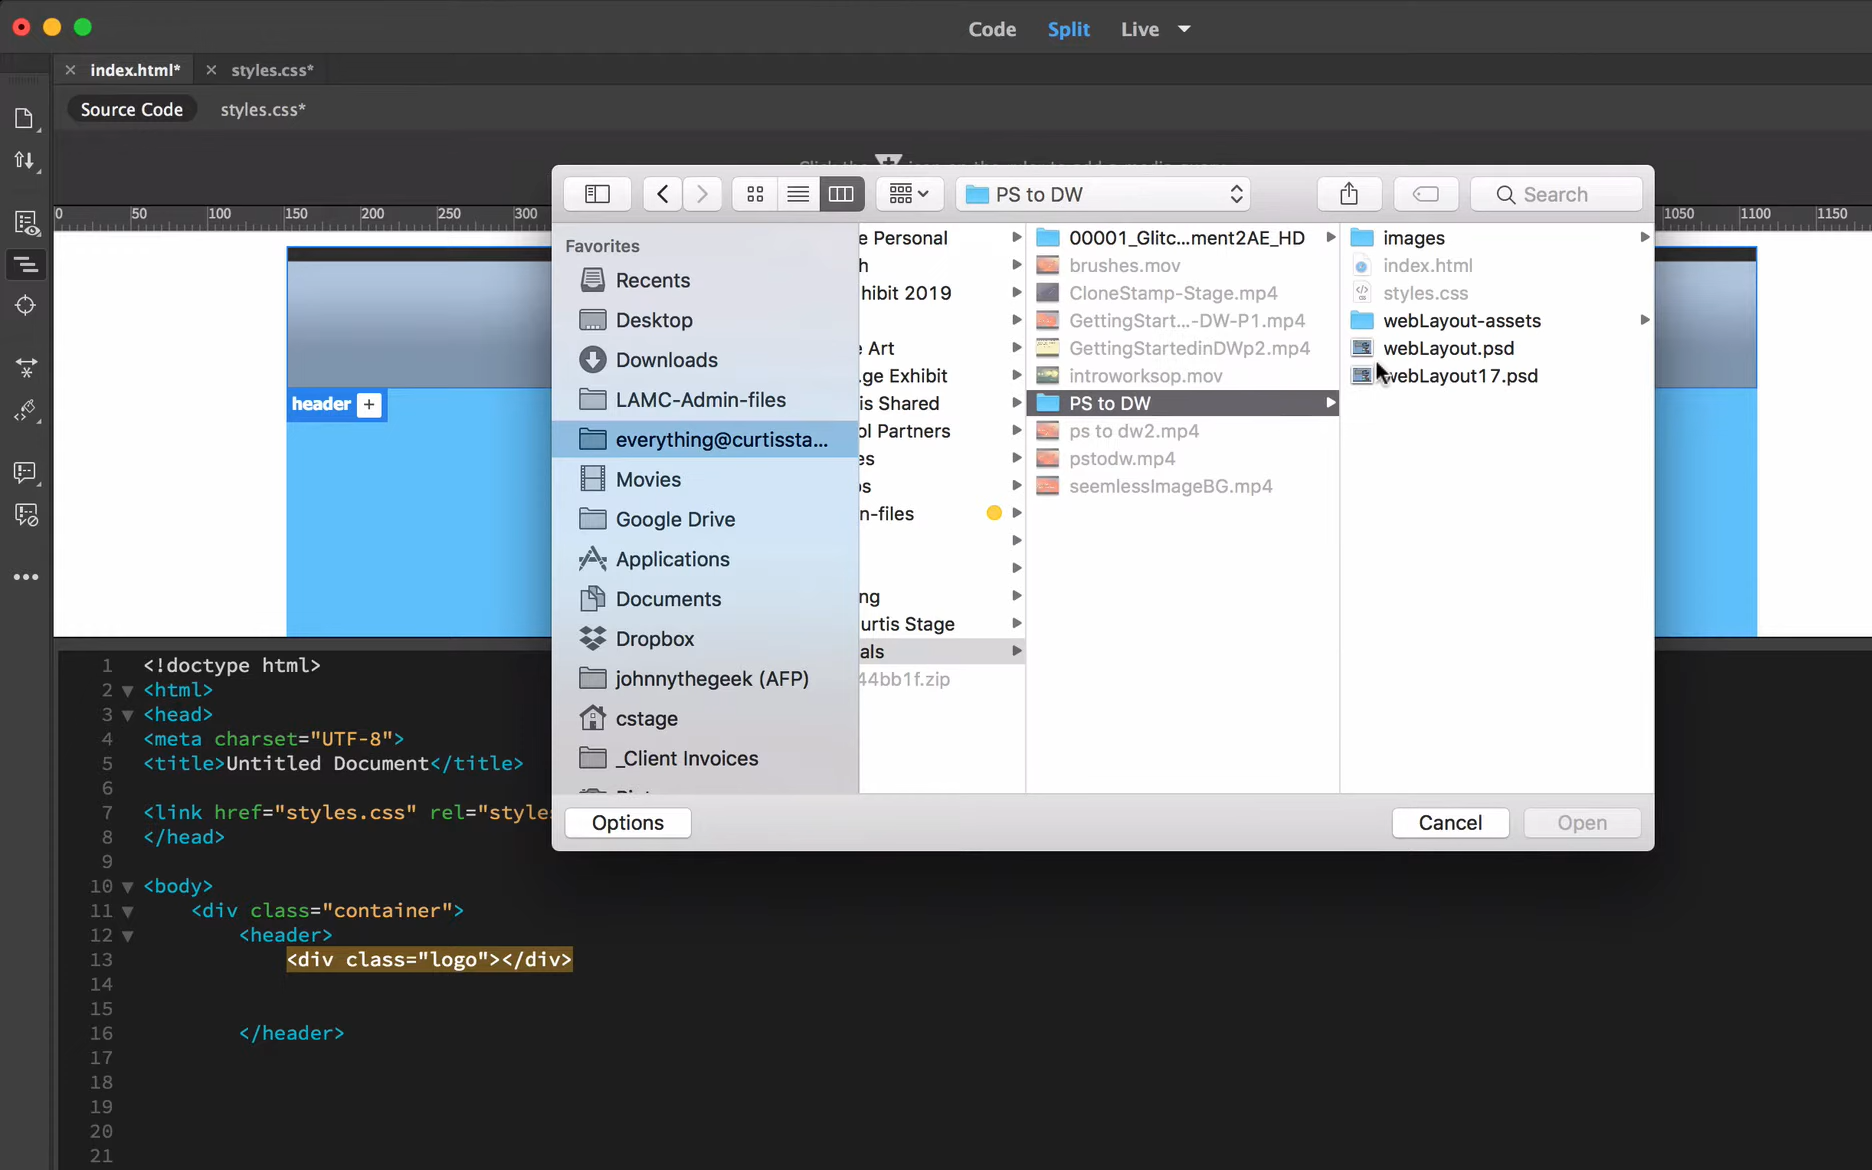 Code Split Live
index.html* styles.css*
Source Code styles.css*
0 50 100 150 200 250 300 1050 1100 1150
PS to DW
Search
header +
Favorites
Recents
Desktop
Downloads
LAMC-Admin-files
everything@curtissta...
Movies
Google Drive
Applications
Documents
Dropbox
johnnythegeek (AFP)
cstage
_Client Invoices
e Personal
h
hibit 2019
e Art
ge Exhibit
is Shared
ol Partners
es
os
n-files
ng
urtis Stage
als
44bb1f.zip
00001_Glitc...ment2AE_HD
brushes.mov
CloneStamp-Stage.mp4
GettingStart...-DW-P1.mp4
GettingStartedinDWp2.mp4
introworksop.mov
PS to DW
ps to dw2.mp4
pstodw.mp4
seemlessImageBG.mp4
images
index.html
styles.css
webLayout-assets
webLayout.psd
webLayout17.psd
Options
Cancel
Open
1 <!doctype html>
2 <html>
3 <head>
4 <meta charset="UTF-8">
5 <title>Untitled Document</title>
6
7 <link href="styles.css" rel="styles
8 </head>
9
10 <body>
11 <div class="container">
12 <header>
13 <div class="logo"></div>
14
15
16 </header>
17
18
19
20
21